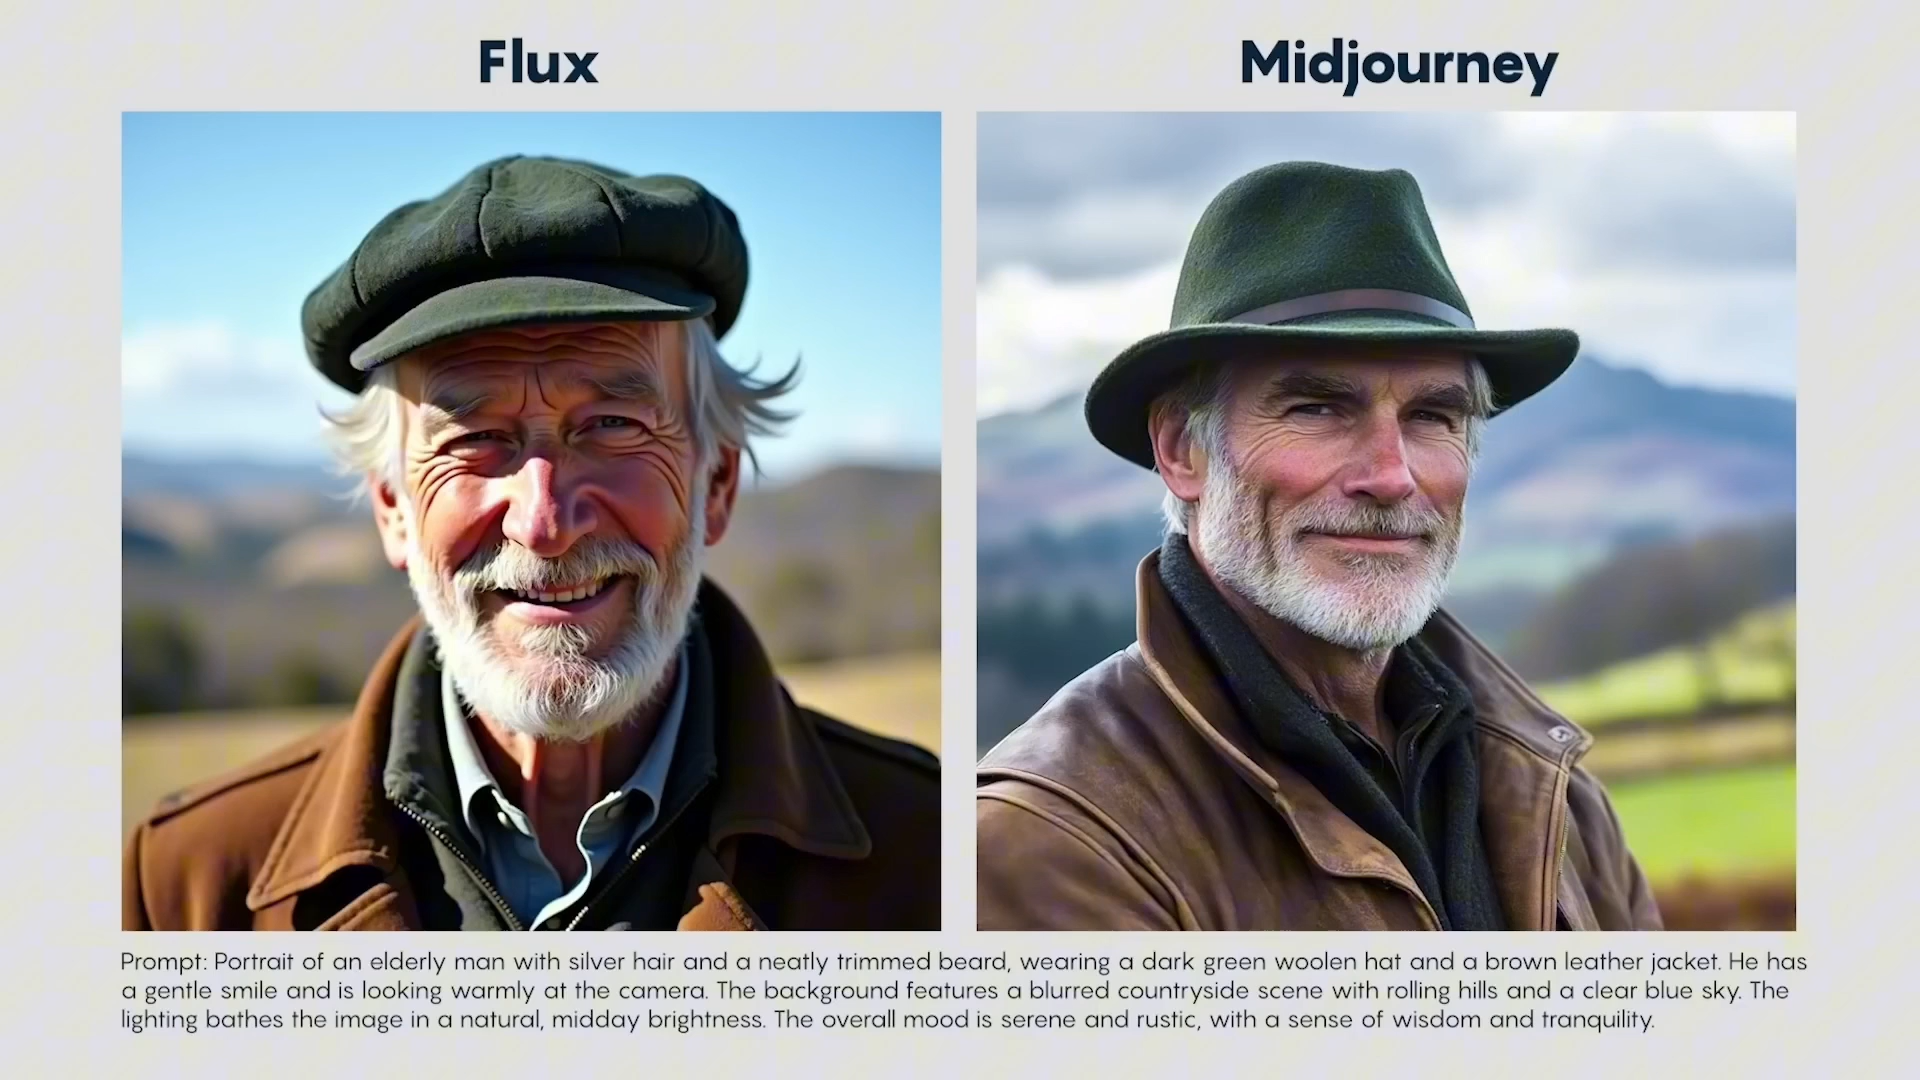 Flux
Midjourney
Prompt: Portrait of an elderly man with silver hair and a neatly trimmed beard, wearing a dark green woolen hat and a brown leather jacket. He has
a gentle smile and is looking warmly at the camera. The background features a blurred countryside scene with rolling hills and a clear blue sky. The
lighting bathes the image in a natural, midday brightness. The overall mood is serene and rustic, with a sense of wisdom and tranquility.